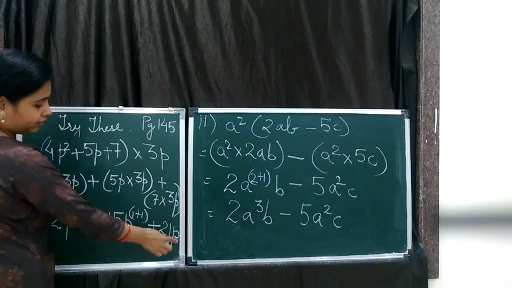 Try These. Pg 145
(4p² + 5p + 7) × 3p
3p) + (5p × 3p) +
(7 × 3p)
5p⁽¹⁺¹⁾ + 21p
ii) a² (2ab – 5c)
= (a² × 2ab) – (a² × 5c)
= 2a⁽²⁺¹⁾ b – 5a²c
= 2a³b – 5a²c